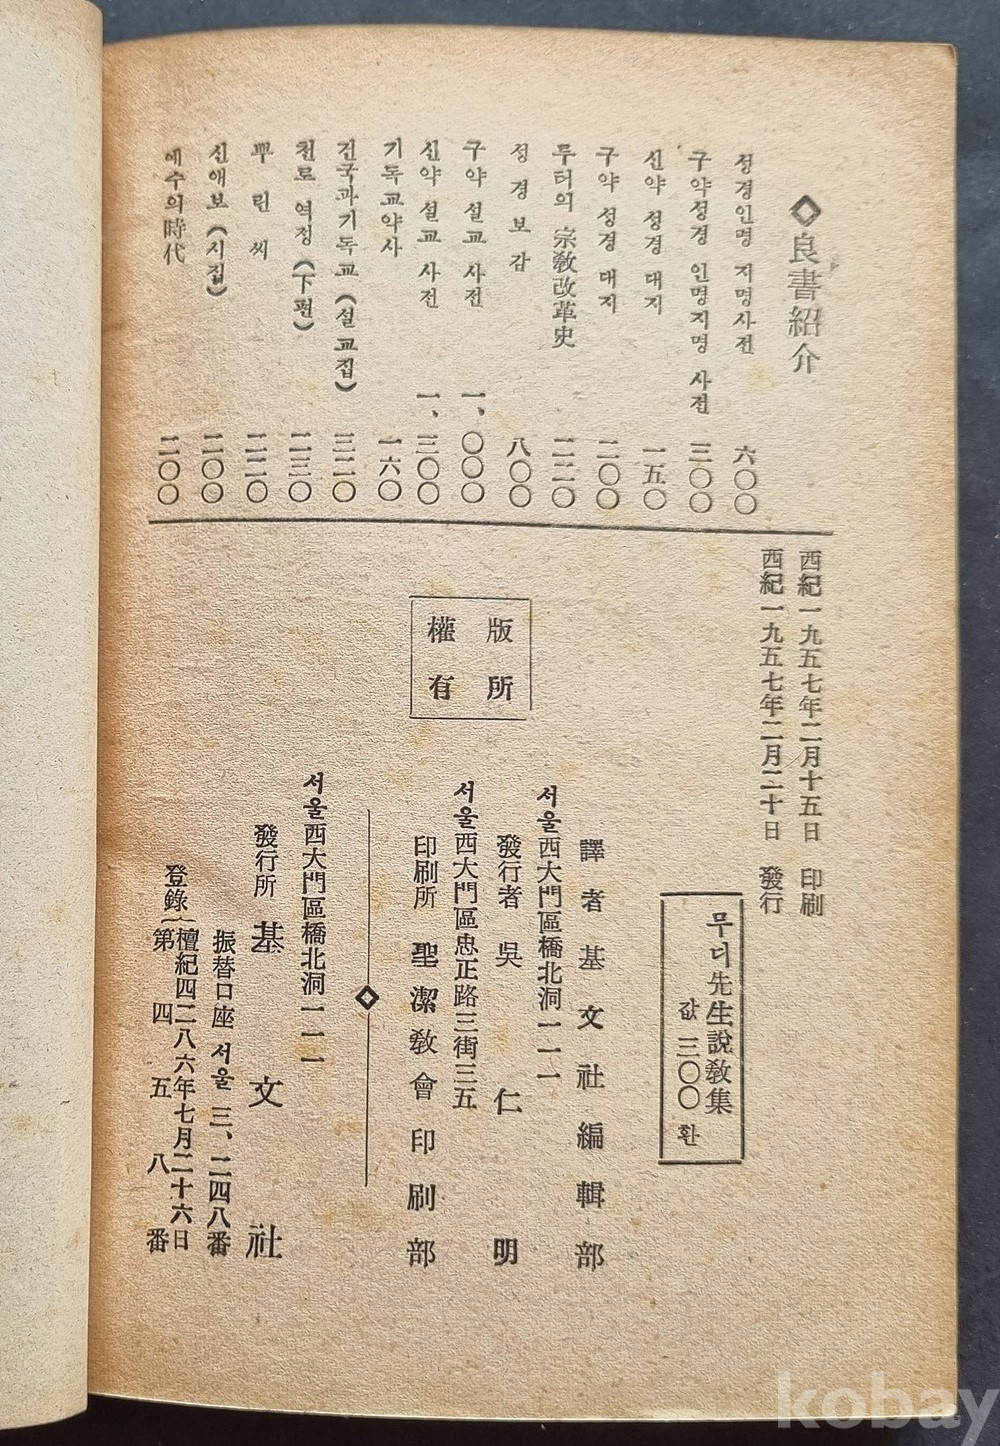 ◇良書紹介
성경인명 지명사전 六〇〇
구약성경 인명지명 사전 三〇〇
신약 성경 대지 一五〇
구약 성경 대지 二〇〇
루터의 宗教改革史 二二〇
성경보감 八〇〇
구약 설교 사전 一、〇〇〇
신약 설교 사전 一、三〇〇
기독교약사 一六〇
건국과기독교 (설교집) 三二〇
천로 역정 (下편) 二三〇
뿌린 씨 二二〇
신애보 (시집) 二〇〇
예수의時代 二〇〇
西紀一九五七年二月十五日 印刷
西紀一九五七年二月二十日 發行
무디先生說教集
값 三〇〇환
版所
權有
譯者 基文社編輯部
서울西大門區橋北洞一一一
發行者 吳仁明
서울西大門區忠正路三街三五
印刷所 聖潔教會印刷部
서울西大門區橋北洞一一一
發行所 基文社
振替口座 서울 三、二四八番
登錄 檀紀四二八六年七月二十六日
第四五八番
kobay